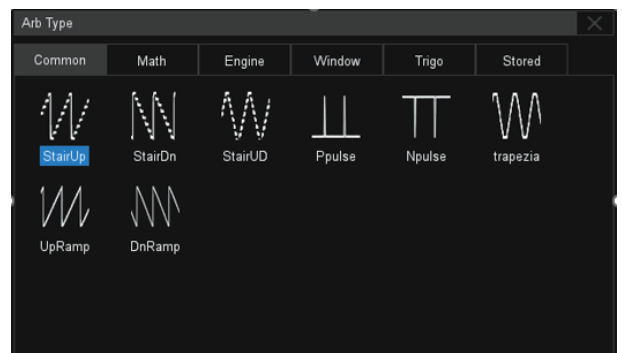 Arb Type
Common Math Engine Window Trigo Stored
StairUp StairDn StairUD Ppulse Npulse trapezia
UpRamp DnRamp